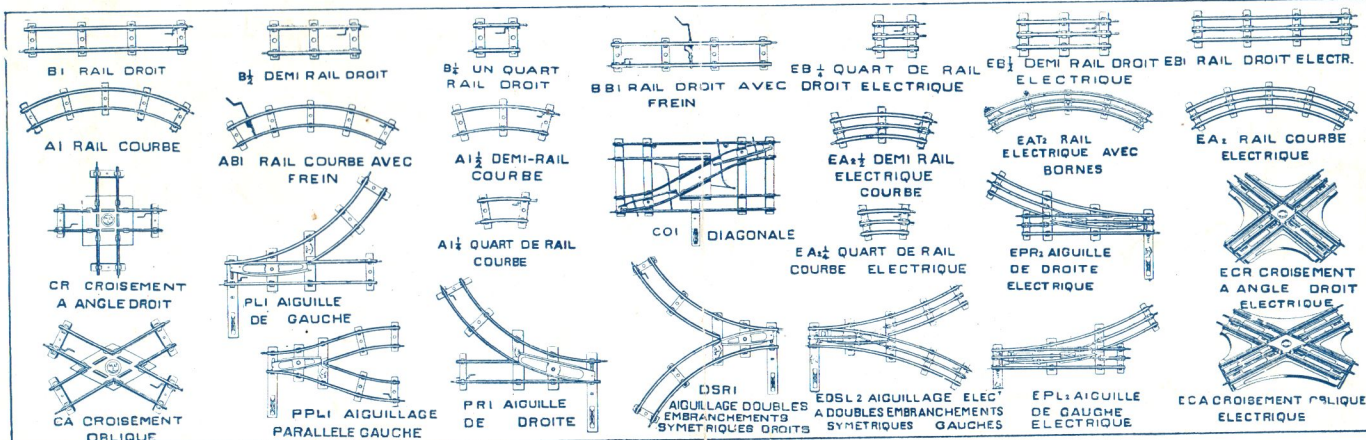 B1 RAIL DROIT
B½ DEMI RAIL DROIT
B¼ UN QUART
RAIL DROIT
BB1 RAIL DROIT AVEC
FREIN
EB¼ QUART DE RAIL
DROIT ELECTRIQUE
EB½ DEMI RAIL DROIT
ELECTRIQUE
EB1 RAIL DROIT ELECTR.
A1 RAIL COURBE
AB1 RAIL COURBE AVEC
FREIN
A1½ DEMI-RAIL
COURBE
CO1 DIAGONALE
EA2½ DEMI RAIL
ELECTRIQUE
COURBE
EAT2 RAIL
ELECTRIQUE AVEC
BORNES
EA2 RAIL COURBE
ELECTRIQUE
CR CROISEMENT
A ANGLE DROIT
PL1 AIGUILLE
DE GAUCHE
A1¼ QUART DE RAIL
COURBE
EA2¼ QUART DE RAIL
COURBE ELECTRIQUE
EPR2 AIGUILLE
DE DROITE
ELECTRIQUE
ECR CROISEMENT
A ANGLE DROIT
ELECTRIQUE
CA CROISEMENT
OBLIQUE
PPL1 AIGUILLAGE
PARALLELE GAUCHE
PR1 AIGUILLE
DE DROITE
DSR1
AIGUILLAGE DOUBLES
EMBRANCHEMENTS
SYMETRIQUES DROITS
EDSL2 AIGUILLAGE ELECT
A DOUBLES EMBRANCHEMENTS
SYMETRIQUES GAUCHES
EPL2 AIGUILLE
DE GAUCHE
ELECTRIQUE
ECA CROISEMENT OBLIQUE
ELECTRIQUE